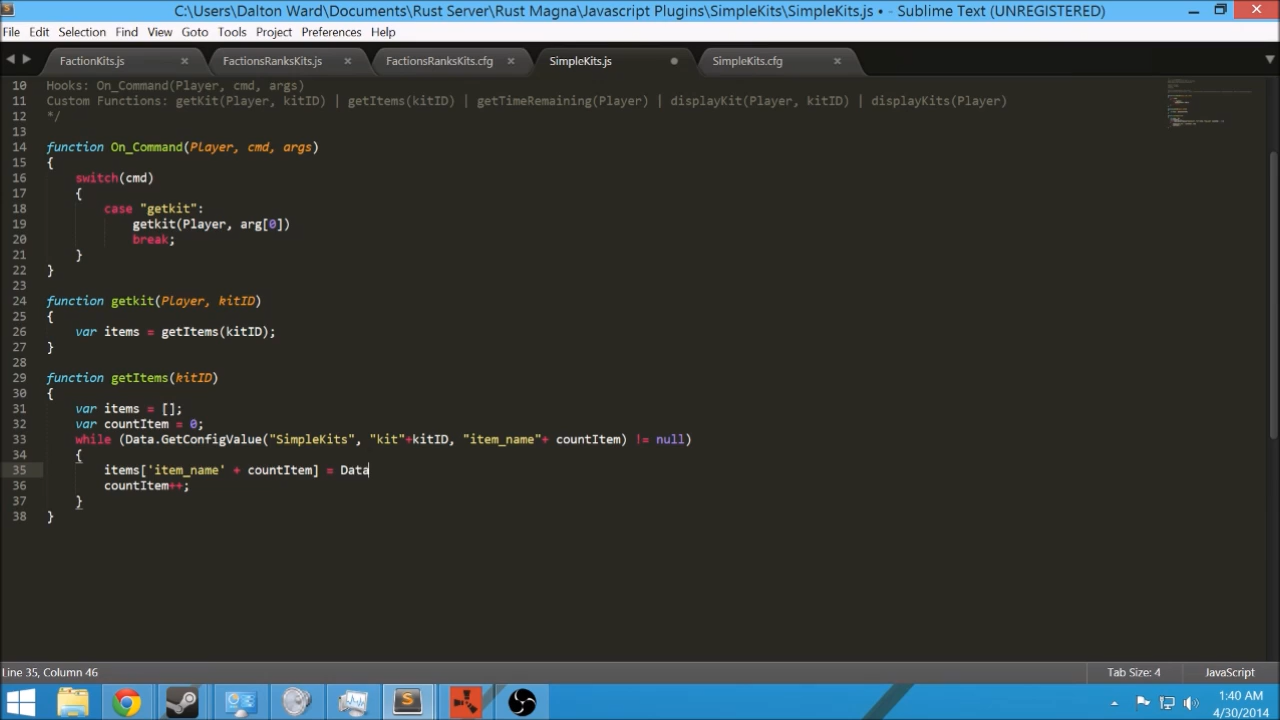 C:\Users\Dalton Ward\Documents\Rust Server\Rust Magna\Javascript Plugins\SimpleKits\SimpleKits.js • - Sublime Text (UNREGISTERED)
File Edit Selection Find View Goto Tools Project Preferences Help
FactionKits.js × FactionsRanksKits.js × FactionsRanksKits.cfg × SimpleKits.js SimpleKits.cfg ×
10 Hooks: On_Command(Player, cmd, args)
11 Custom Functions: getKit(Player, kitID) | getItems(kitID) | getTimeRemaining(Player) | displayKit(Player, kitID) | displayKits(Player)
12 */
13
14 function On_Command(Player, cmd, args)
15 {
16 switch(cmd)
17 {
18 case "getkit":
19 getkit(Player, arg[0])
20 break;
21 }
22 }
23
24 function getkit(Player, kitID)
25 {
26 var items = getItems(kitID);
27 }
28
29 function getItems(kitID)
30 {
31 var items = [];
32 var countItem = 0;
33 while (Data.GetConfigValue("SimpleKits", "kit"+kitID, "item_name"+ countItem) != null)
34 {
35 items['item_name' + countItem] = Data
36 countItem++;
37 }
38 }
Line 35, Column 46 Tab Size: 4 JavaScript
1:40 AM
4/30/2014